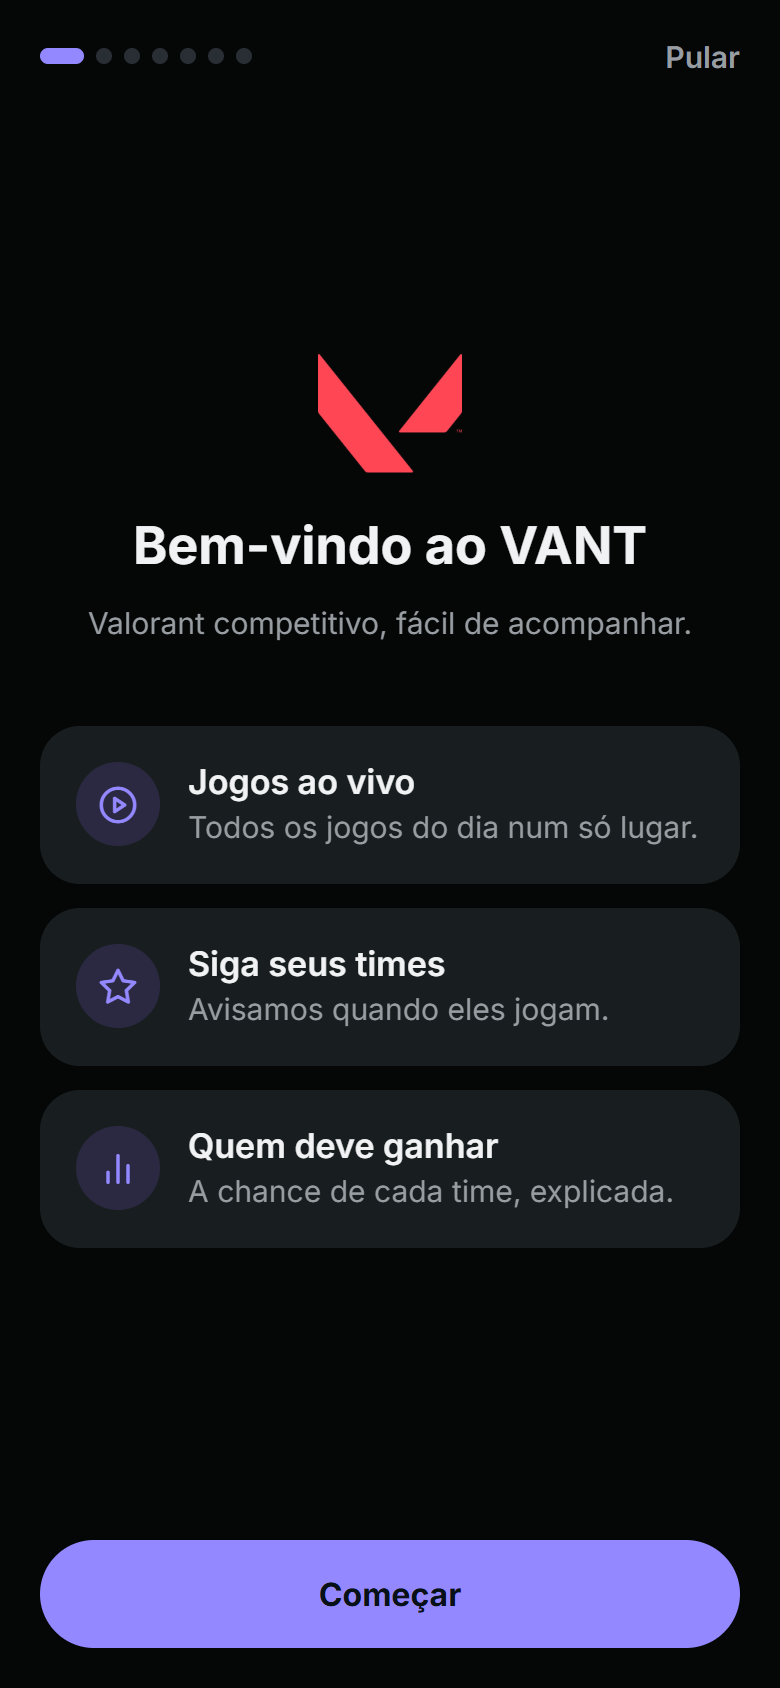 Pular
Bem-vindo ao VANT
Valorant competitivo, fácil de acompanhar.
Jogos ao vivo
Todos os jogos do dia num só lugar.
Siga seus times
Avisamos quando eles jogam.
Quem deve ganhar
A chance de cada time, explicada.
Começar